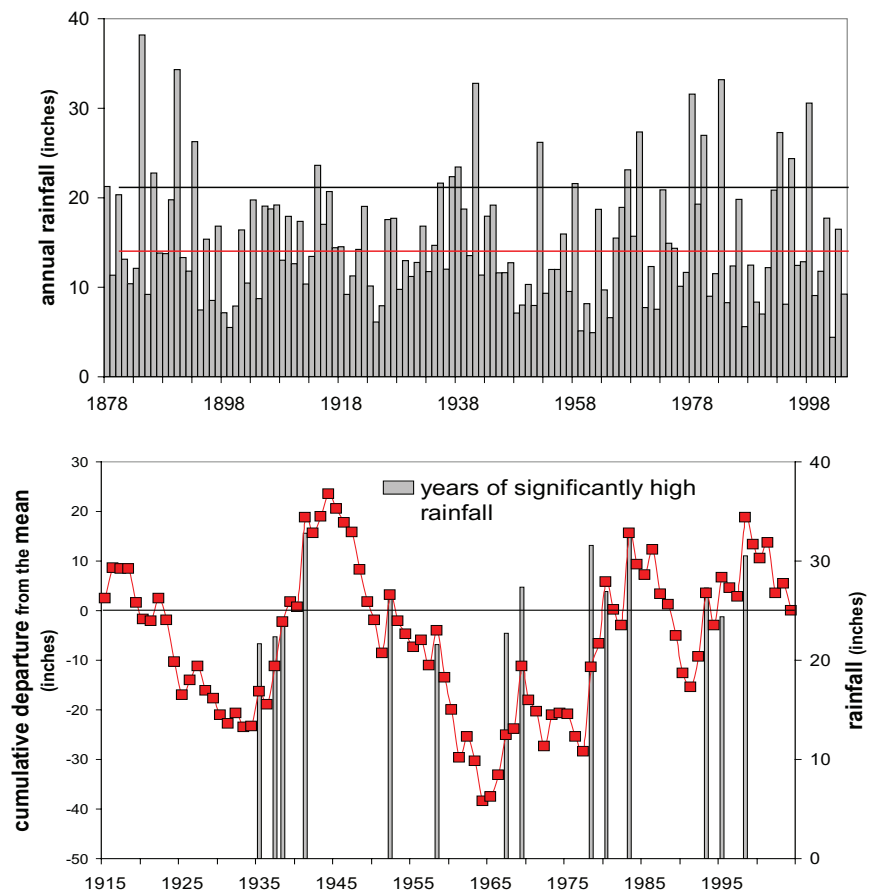 annual rainfall (inches)
40
30
20
10
0
1878 1898 1918 1938 1958 1978 1998
cumulative departure from the mean
(inches)
30
20
10
0
-10
-20
-30
-40
-50
years of significantly high
rainfall
40
30
20
10
0
rainfall (inches)
1915 1925 1935 1945 1955 1965 1975 1985 1995